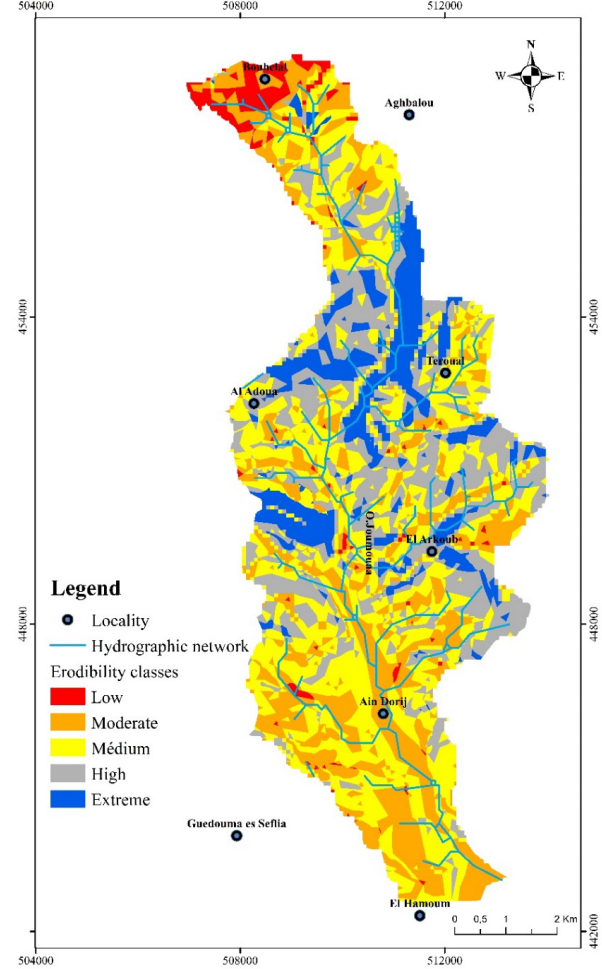 504000
508000
512000
N
W
E
S
Bouhelal
Aghbalou
454000
454000
Teroual
Al Adoua
O.Joumouaa
El Arkoub
Legend
Locality
448000
448000
Hydrographic network
Erodibility classes
Low
Moderate
Médium
High
Extreme
Ain Dorij
Guedouma es Seflia
El Hamoum
0 0,5 1 2 Km
442000
504000
508000
512000